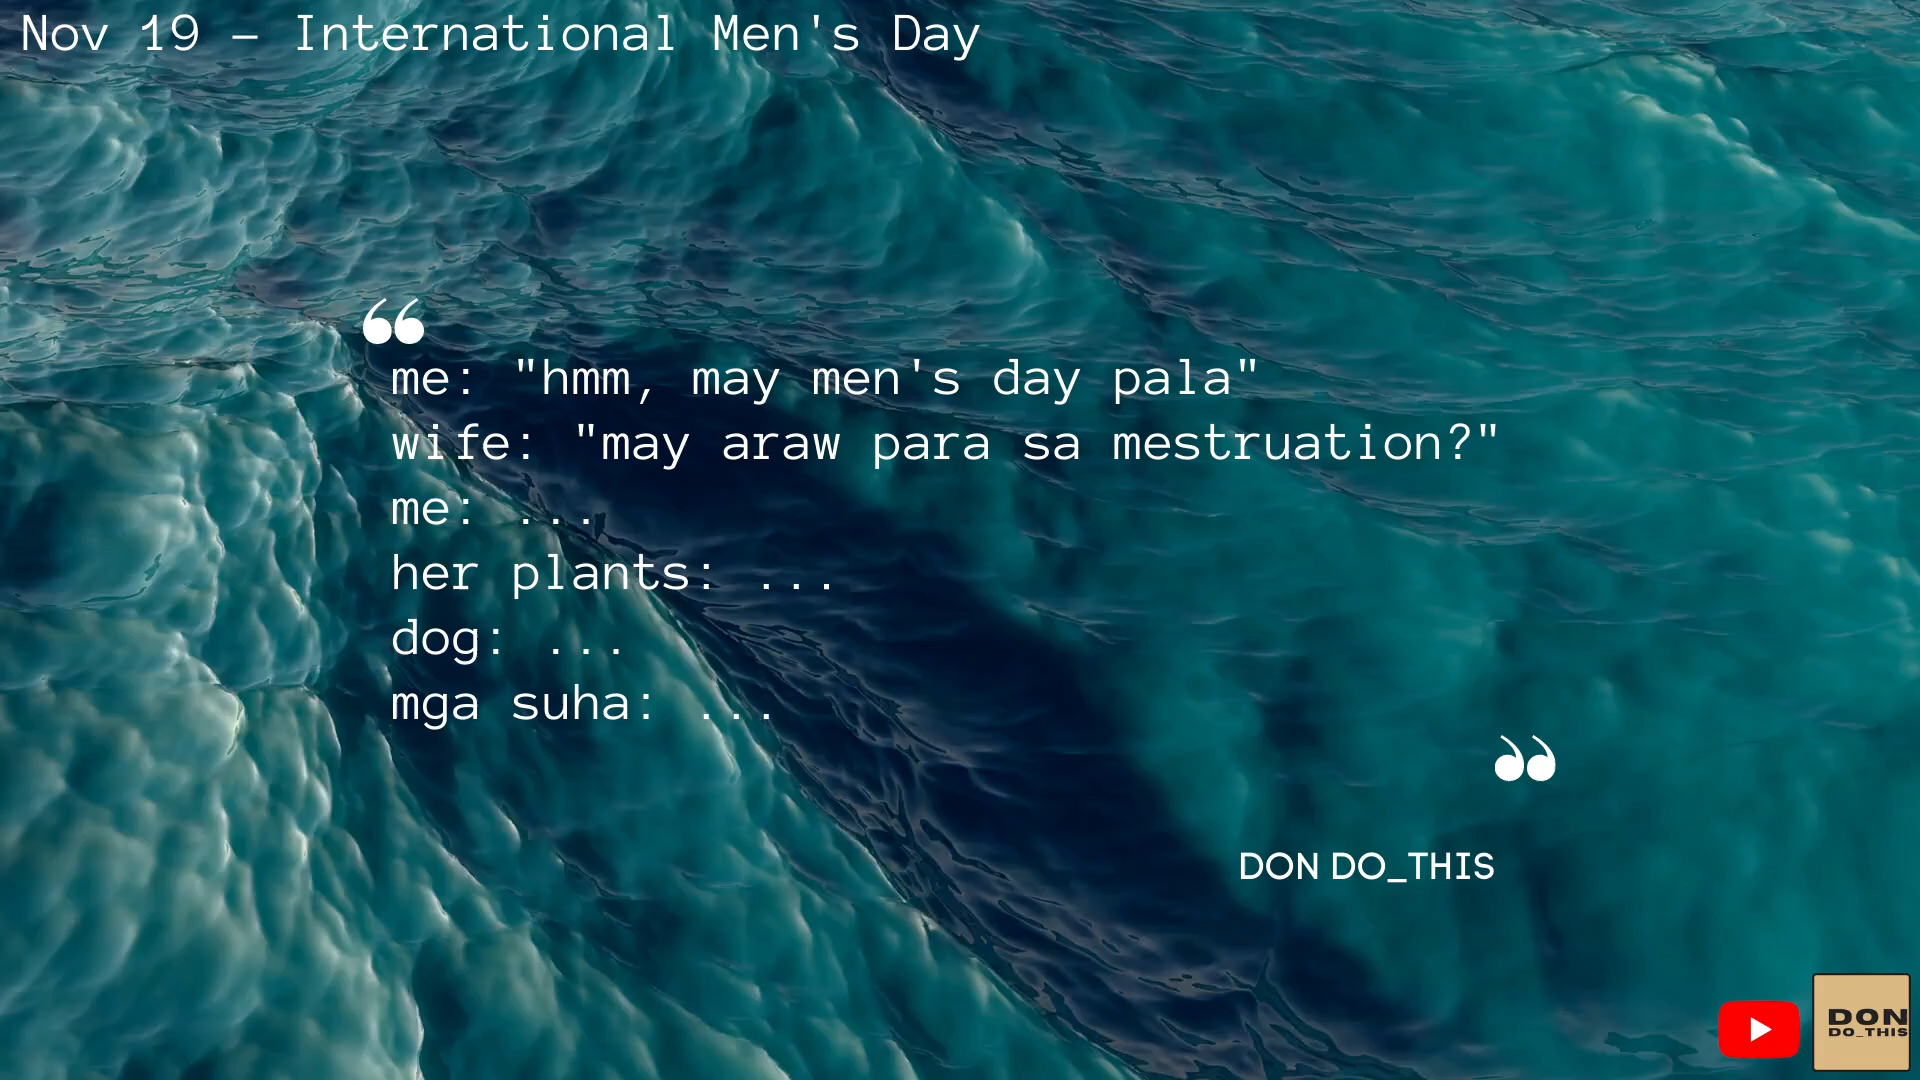 Nov 19 - International Men's Day
“
me: "hmm, may men's day pala"
wife: "may araw para sa mestruation?"
me: ...
her plants: ...
dog: ...
mga suha: ...
”
DON DO_THIS
DON
DO_THIS